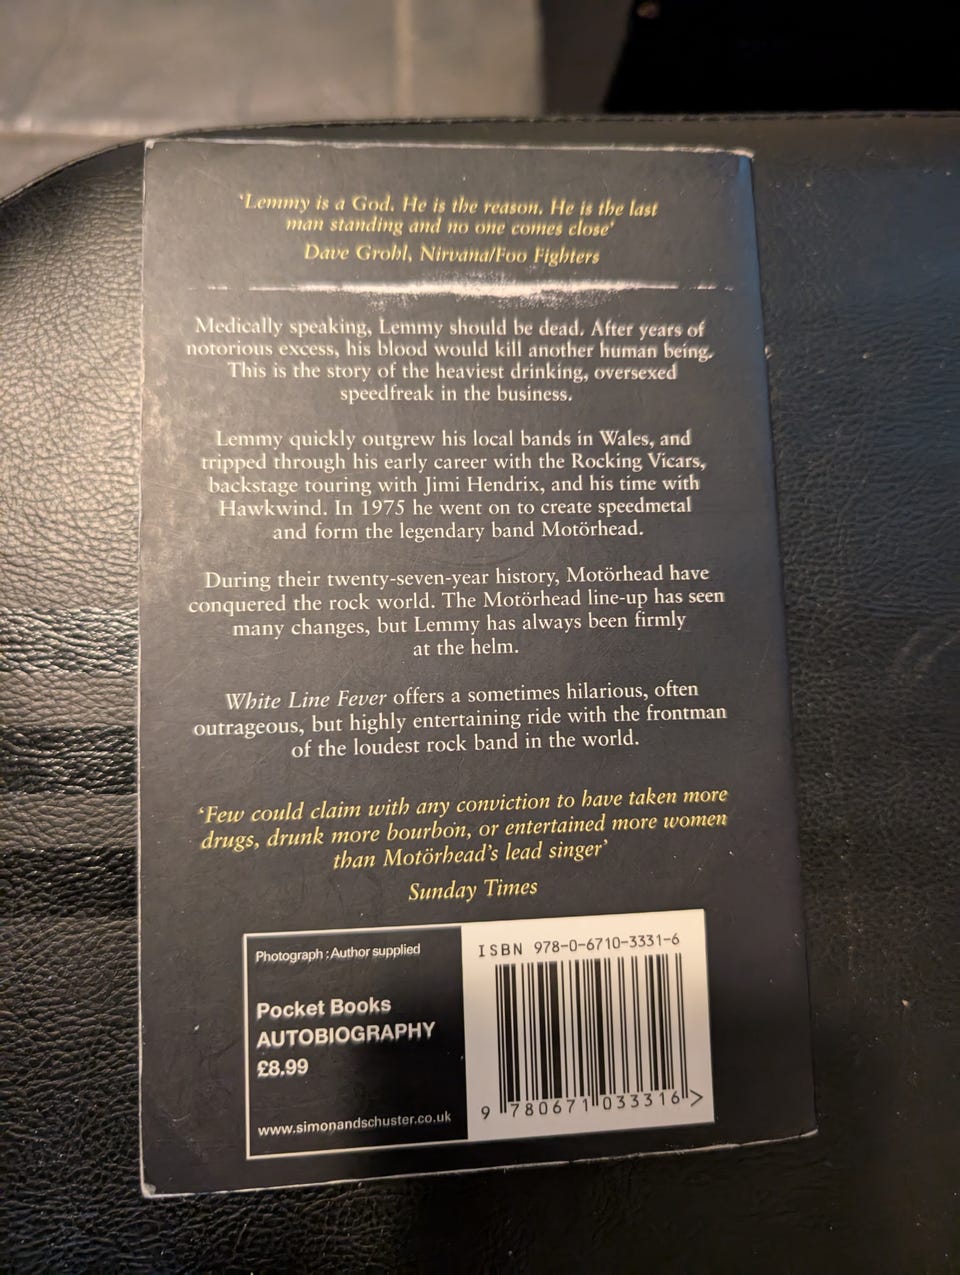 'Lemmy is a God. He is the reason. He is the last
man standing and no one comes close'
Dave Grohl, Nirvana/Foo Fighters
Medically speaking, Lemmy should be dead. After years of
notorious excess, his blood would kill another human being.
This is the story of the heaviest drinking, oversexed
speedfreak in the business.
Lemmy quickly outgrew his local bands in Wales, and
tripped through his early career with the Rocking Vicars,
backstage touring with Jimi Hendrix, and his time with
Hawkwind. In 1975 he went on to create speedmetal
and form the legendary band Motörhead.
During their twenty-seven-year history, Motörhead have
conquered the rock world. The Motörhead line-up has seen
many changes, but Lemmy has always been firmly
at the helm.
White Line Fever offers a sometimes hilarious, often
outrageous, but highly entertaining ride with the frontman
of the loudest rock band in the world.
'Few could claim with any conviction to have taken more
drugs, drunk more bourbon, or entertained more women
than Motörhead's lead singer'
Sunday Times
Photograph : Author supplied
Pocket Books
AUTOBIOGRAPHY
£8.99
www.simonandschuster.co.uk
ISBN 978-0-6710-3331-6
9 780671 033316 >